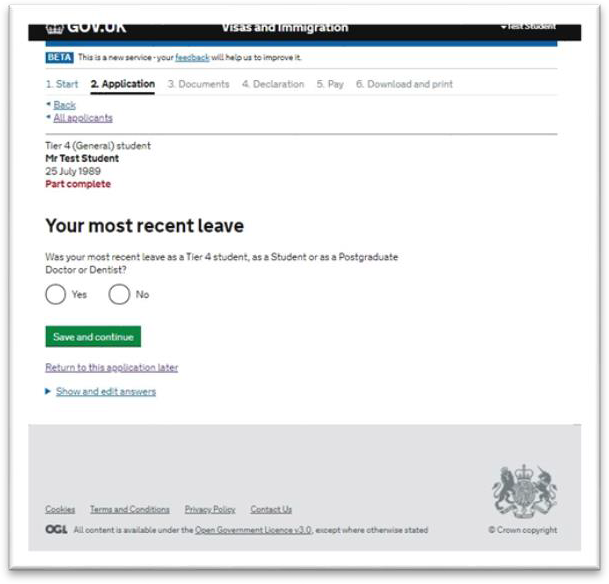 GOV.UK Visas and Immigration Test Student
BETA This is a new service - your feedback will help us to improve it.
1. Start 2. Application 3. Documents 4. Declaration 5. Pay 6. Download and print
Back
All applicants
Tier 4 (General) student
Mr Test Student
25 July 1989
Part complete
Your most recent leave
Was your most recent leave as a Tier 4 student, as a Student or as a Postgraduate
Doctor or Dentist?
Yes No
Save and continue
Return to this application later
Show and edit answers
Cookies Terms and Conditions Privacy Policy Contact Us
OGL All content is available under the Open Government Licence v3.0, except where otherwise stated © Crown copyright